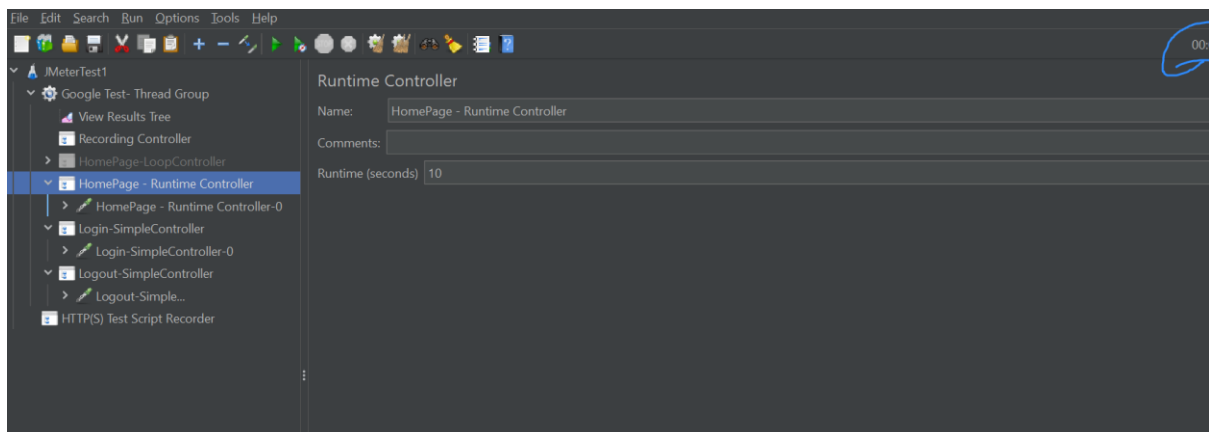 File Edit Search Run Options Tools Help
00:
JMeterTest1
Google Test- Thread Group
View Results Tree
Recording Controller
HomePage-LoopController
HomePage - Runtime Controller
HomePage - Runtime Controller-0
Login-SimpleController
Login-SimpleController-0
Logout-SimpleController
Logout-Simple...
HTTP(S) Test Script Recorder
Runtime Controller
Name: HomePage - Runtime Controller
Comments:
Runtime (seconds) 10